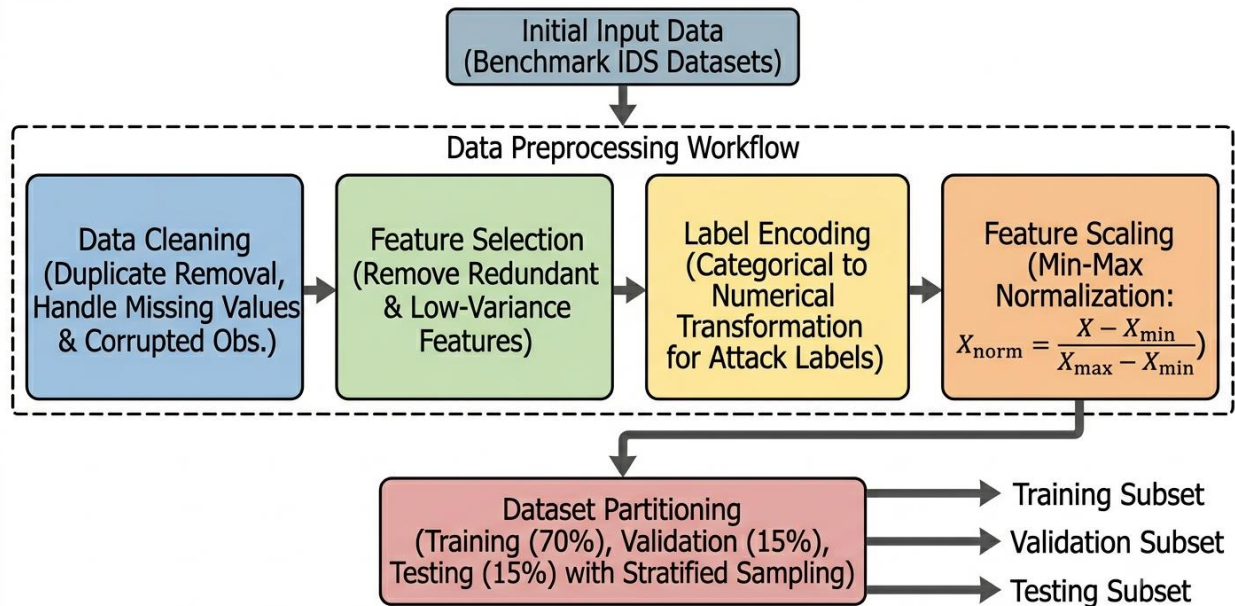 Initial Input Data
(Benchmark IDS Datasets)
Data Preprocessing Workflow
Data Cleaning
(Duplicate Removal,
Handle Missing Values
& Corrupted Obs.)
Feature Selection
(Remove Redundant
& Low-Variance
Features)
Label Encoding
(Categorical to
Numerical
Transformation
for Attack Labels)
Feature Scaling
(Min-Max
Normalization:
X_norm = (X − X_min)/(X_max − X_min))
Dataset Partitioning
(Training (70%), Validation (15%),
Testing (15%) with Stratified Sampling)
Training Subset
Validation Subset
Testing Subset